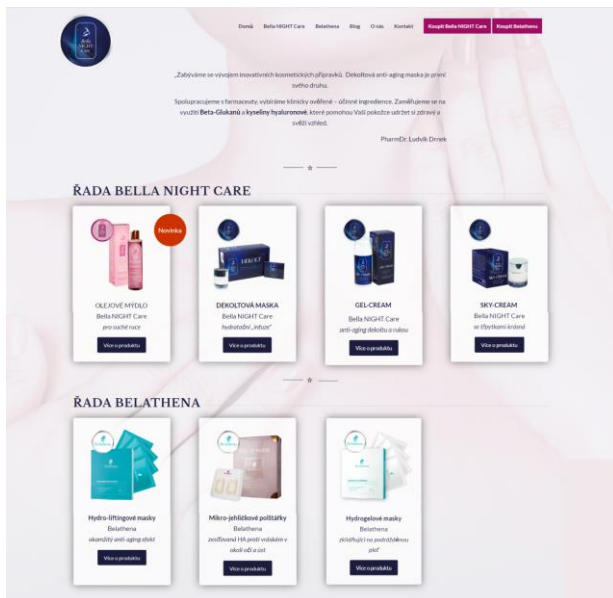 Bella
NIGHT
CARE
Domů Bella NIGHT Care Belathena Blog O nás Kontakt Koupit Bella NIGHT Care Koupit Belathena
„Zabýváme se vývojem inovativních kosmetických přípravků. Dekoltová anti-aging maska je první
svého druhu.
Spolupracujeme s farmaceuty, vybíráme klinicky ověřené – účinné ingredience. Zaměřujeme se na
využití Beta-Glukanů a kyseliny hyaluronové, které pomohou Vaší pokožce udržet si zdravý a
svěží vzhled.
PharmDr. Ludvík Drnek
ŘADA BELLA NIGHT CARE
Novinka
OLEJOVÉ MÝDLO
Bella NIGHT Care
pro suché ruce
Více o produktu
DEKOLT
DEKOLTOVÁ MASKA
Bella NIGHT Care
hydratační „infuze"
Více o produktu
GEL-CREAM
Bella NIGHT Care
anti-aging dekoltu a rukou
Více o produktu
SKY-CREAM
Bella NIGHT Care
se třpytkami krásná
Více o produktu
ŘADA BELATHENA
Hydro-liftingové masky
Belathena
okamžitý anti-aging efekt
Více o produktu
Mikro-jehličkové polštářky
Belathena
zesíťovaná HA proti vráskám v
okolí očí a úst
Více o produktu
Hydrogelové masky
Belathena
zklidňující na podrážděnou
pleť
Více o produktu